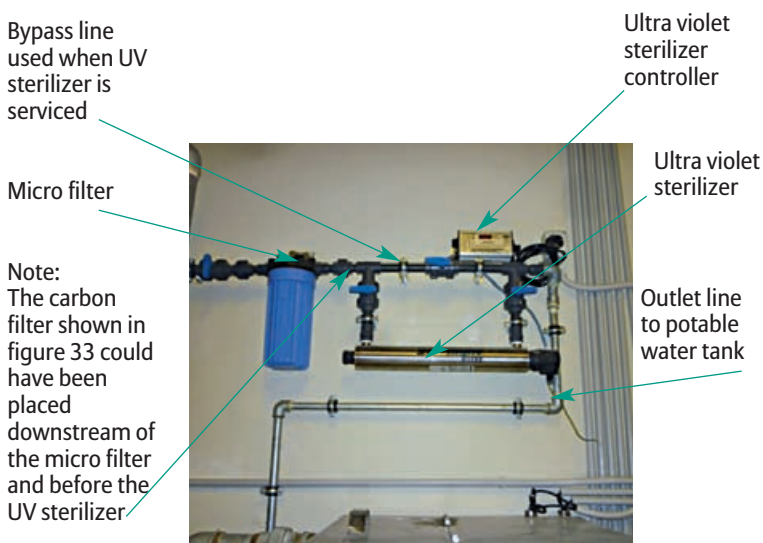 Bypass line
used when UV
sterilizer is
serviced
Micro filter
Note:
The carbon
filter shown in
figure 33 could
have been
placed
downstream of
the micro filter
and before the
UV sterilizer
Ultra violet
sterilizer
controller
Ultra violet
sterilizer
Outlet line
to potable
water tank